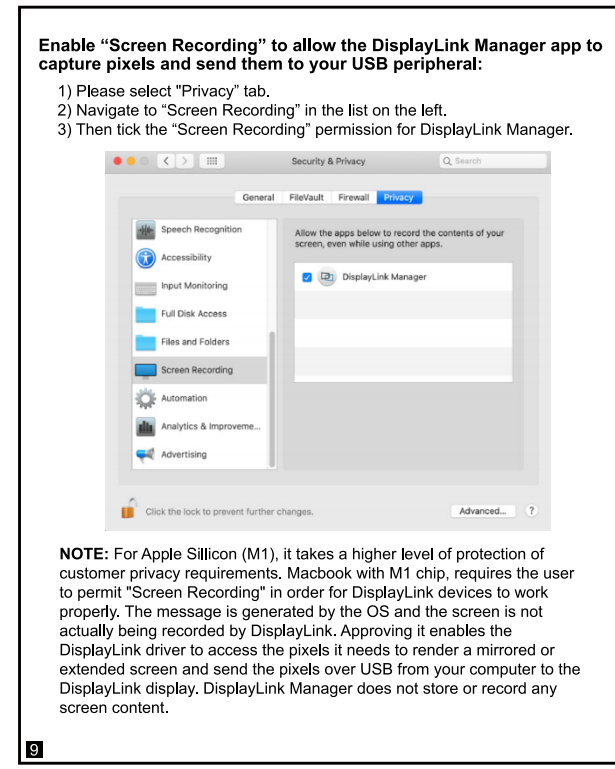 Enable “Screen Recording” to allow the DisplayLink Manager app to
capture pixels and send them to your USB peripheral:
1) Please select "Privacy” tab.
2) Navigate to “Screen Recording” in the list on the left.
3) Then tick the “Screen Recording” permission for DisplayLink Manager.
Security & Privacy
Search
General FileVault Firewall Privacy
Speech Recognition
Accessibility
Input Monitoring
Full Disk Access
Files and Folders
Screen Recording
Automation
Analytics & Improveme...
Advertising
Allow the apps below to record the contents of your
screen, even while using other apps.
DisplayLink Manager
Click the lock to prevent further changes.
Advanced... ?
NOTE: For Apple Sillicon (M1), it takes a higher level of protection of
customer privacy requirements. Macbook with M1 chip, requires the user
to permit "Screen Recording" in order for DisplayLink devices to work
properly. The message is generated by the OS and the screen is not
actually being recorded by DisplayLink. Approving it enables the
DisplayLink driver to access the pixels it needs to render a mirrored or
extended screen and send the pixels over USB from your computer to the
DisplayLink display. DisplayLink Manager does not store or record any
screen content.
9